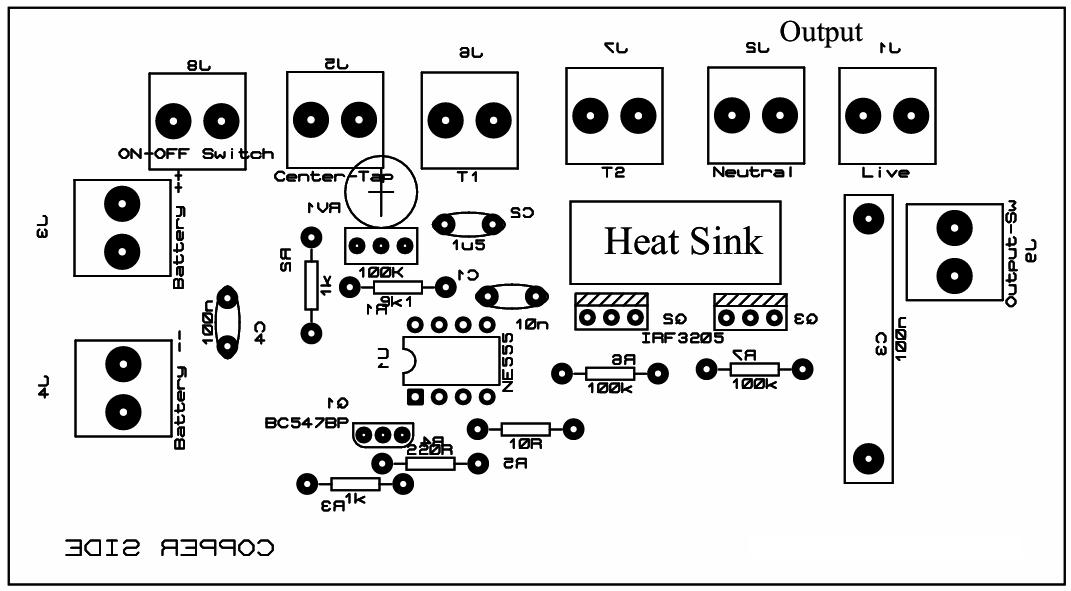 Output
J8
J5
J6
J7
J2
J1
ON-OFF Switch
Center-Tap
T1
T2
Neutral
Live
J3
Battery ++
RV1
100K
C2
1u5
Heat Sink
Output-Sw
J9
R2
1k
9k1
R1
C1
10n
100n
C4
Q2
IRF3205
Q3
U1
NE555
R6
100k
R7
100k
C3
100n
J4
Battery --
Q1
BC547BP
R4
220R
10R
R5
R3
1k
COPPER SIDE